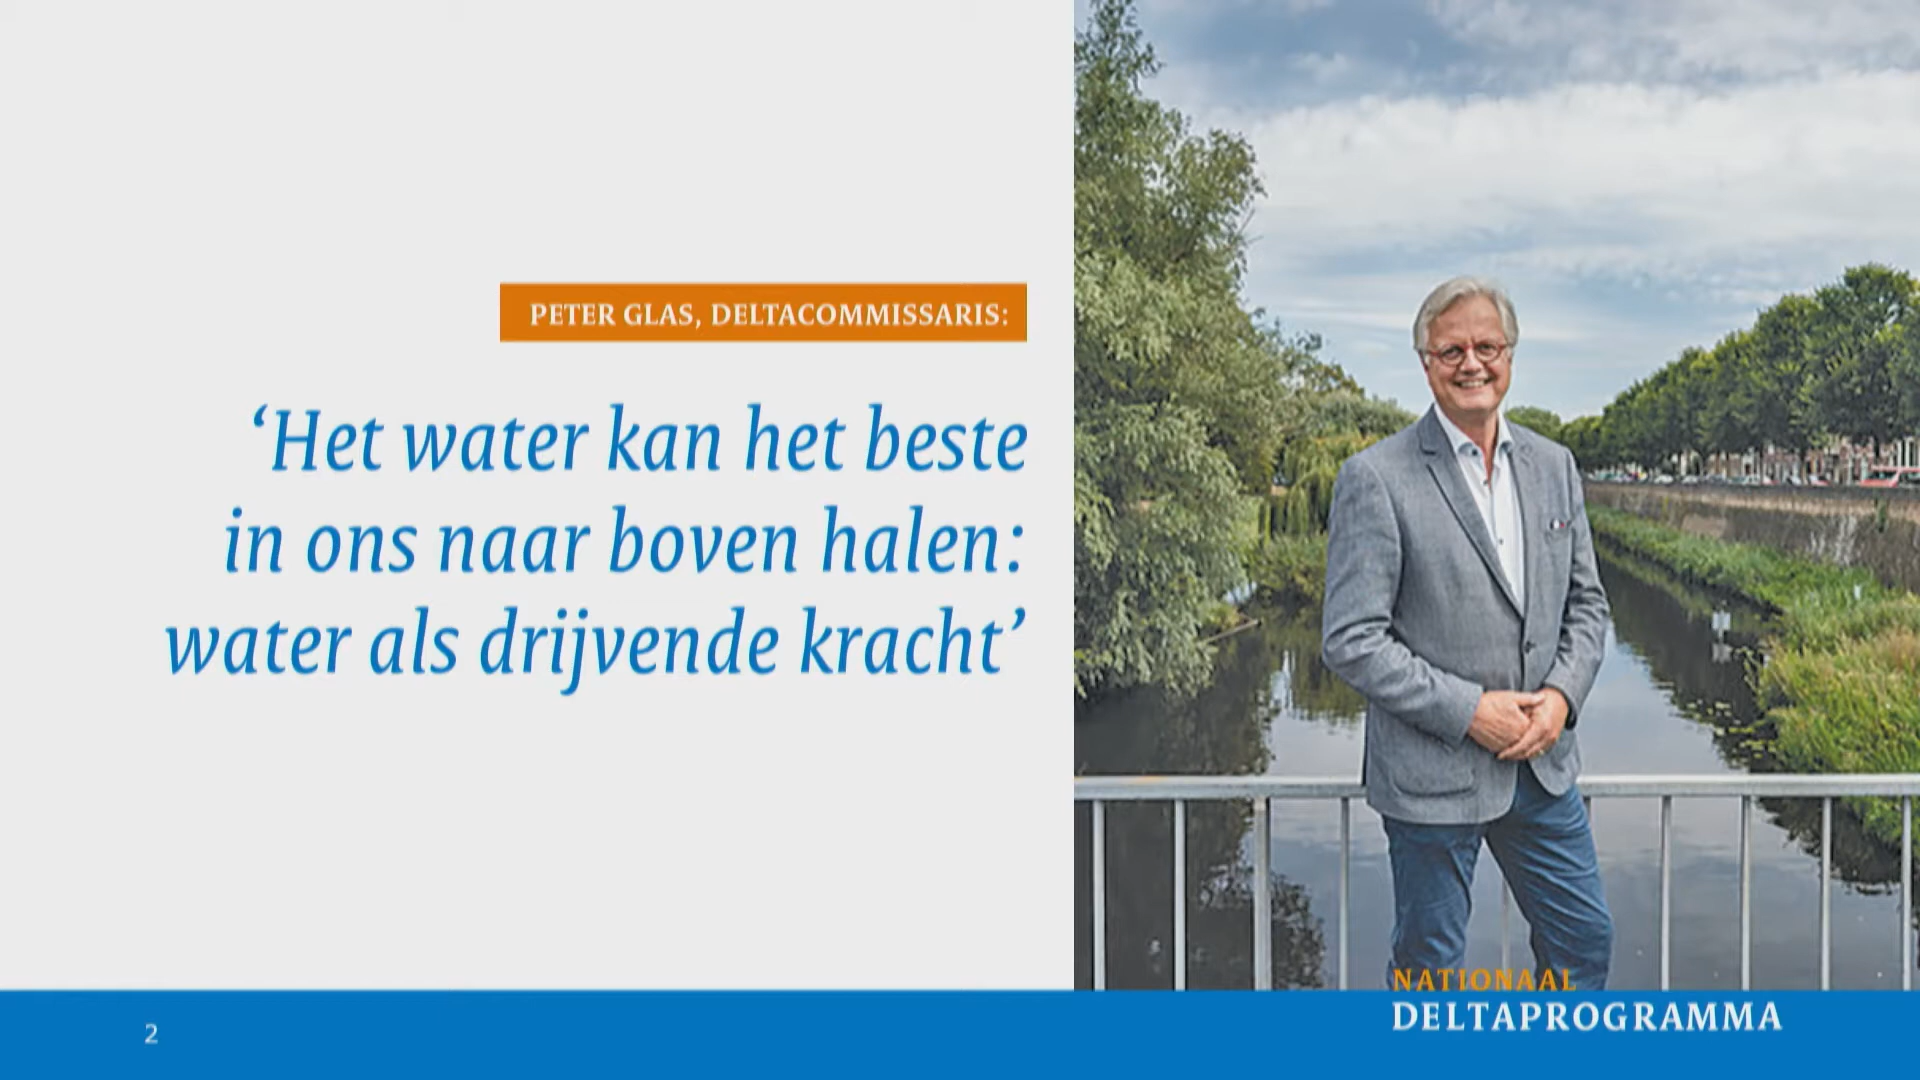 PETER GLAS, DELTACOMMISSARIS:
‘Het water kan het beste
in ons naar boven halen:
water als drijvende kracht’
NATIONAAL
DELTAPROGRAMMA
2